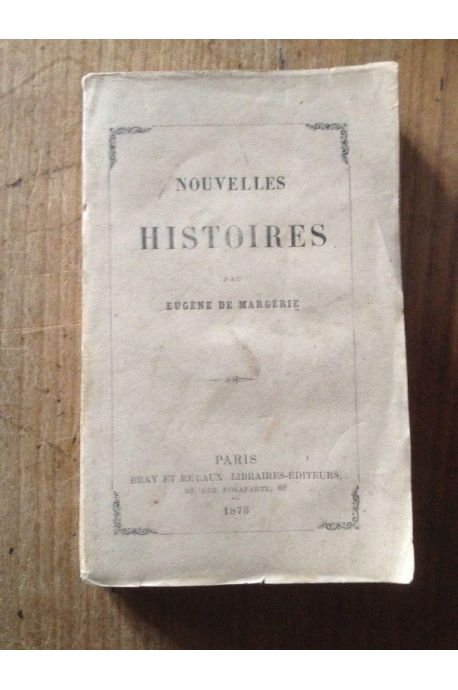 NOUVELLES
HISTOIRES
PAR
EUGÈNE DE MARGERIE
PARIS
BRAY ET RETAUX LIBRAIRES-ÉDITEURS,
82, RUE BONAPARTE, 82
1873